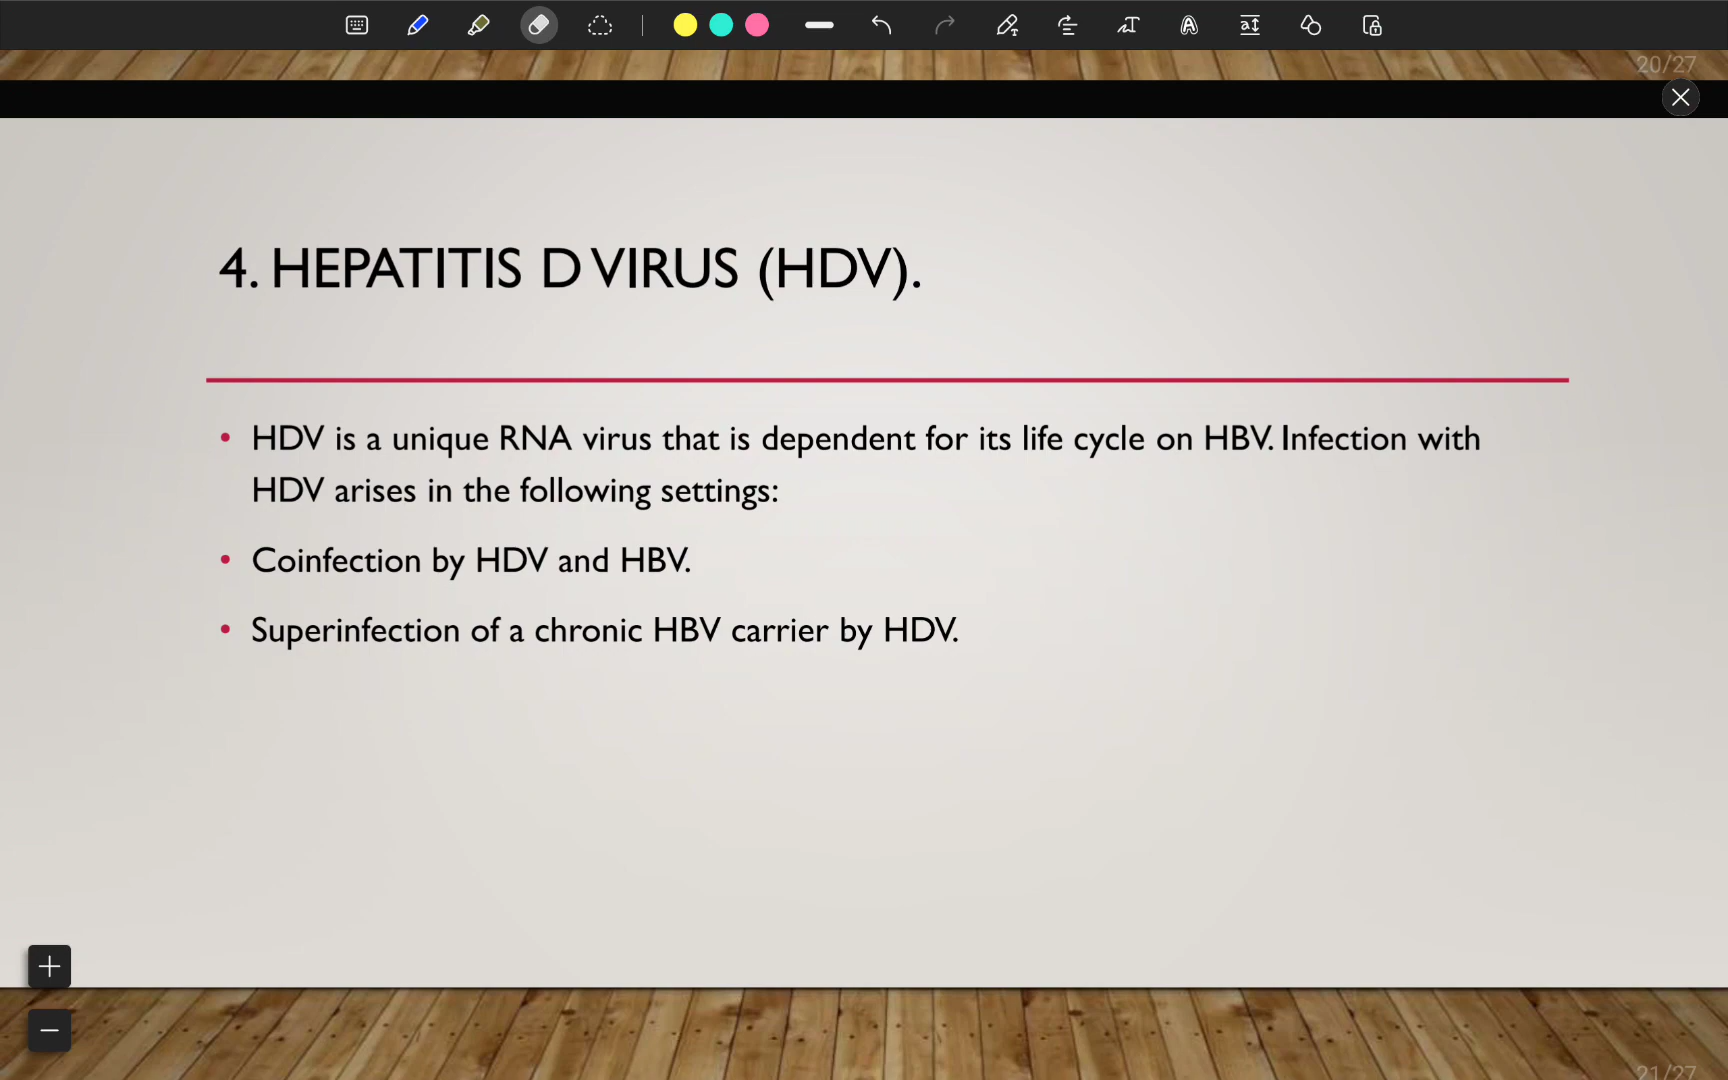 20/27
4. HEPATITIS D VIRUS (HDV).
• HDV is a unique RNA virus that is dependent for its life cycle on HBV. Infection with
HDV arises in the following settings:
• Coinfection by HDV and HBV.
• Superinfection of a chronic HBV carrier by HDV.
21/27